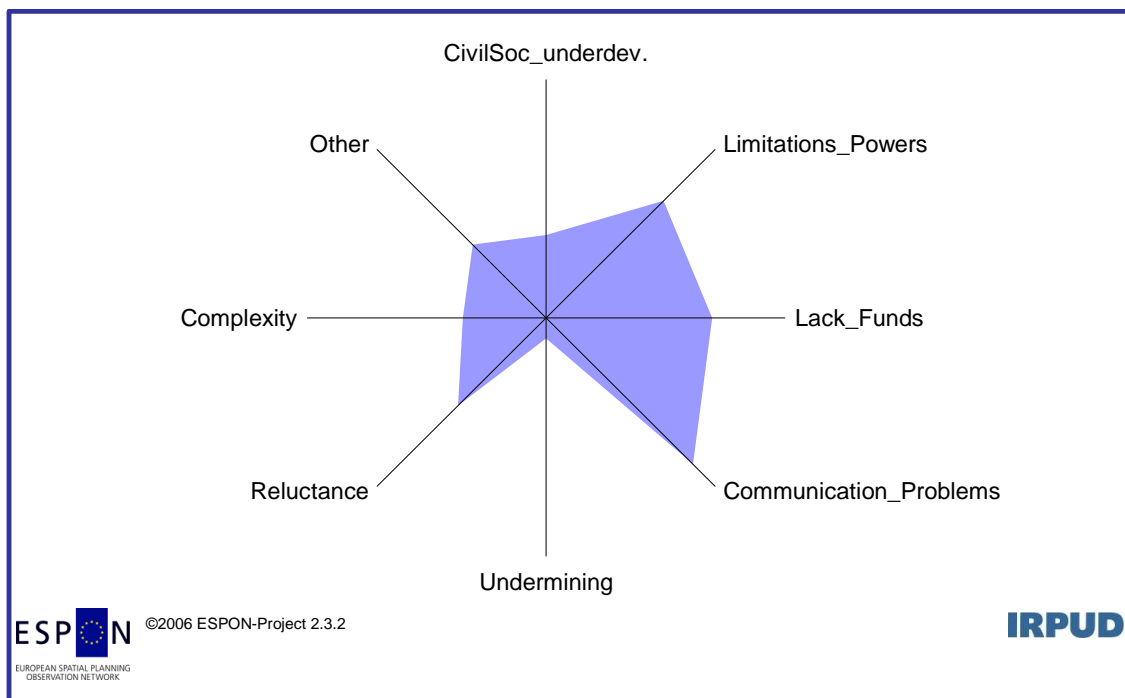 CivilSoc_underdev.
Other
Limitations_Powers
Complexity
Lack_Funds
Reluctance
Communication_Problems
Undermining
ESPON
©2006 ESPON-Project 2.3.2
IRPUD
EUROPEAN SPATIAL PLANNING
OBSERVATION NETWORK